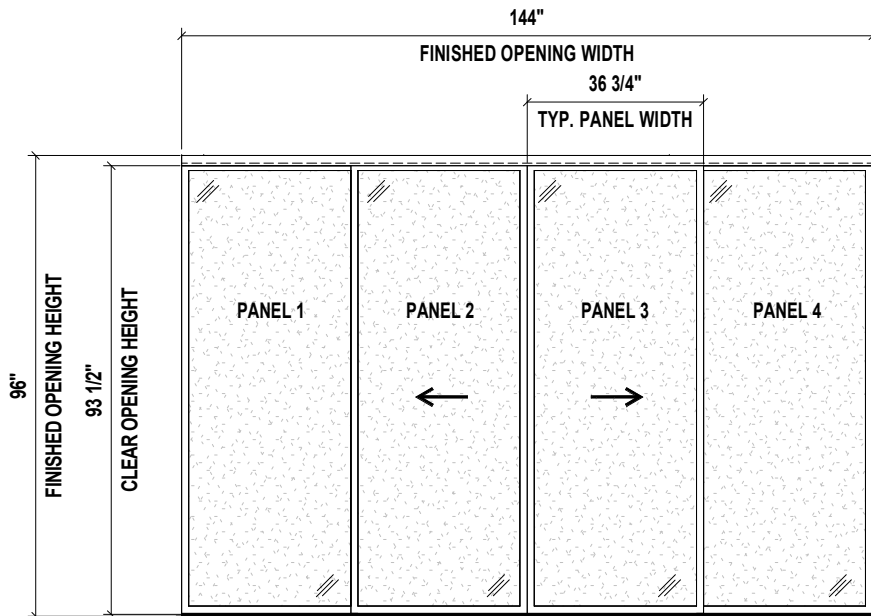 144"
FINISHED OPENING WIDTH
36 3/4"
TYP. PANEL WIDTH
96"
FINISHED OPENING HEIGHT
93 1/2"
CLEAR OPENING HEIGHT
PANEL 1
PANEL 2
PANEL 3
PANEL 4